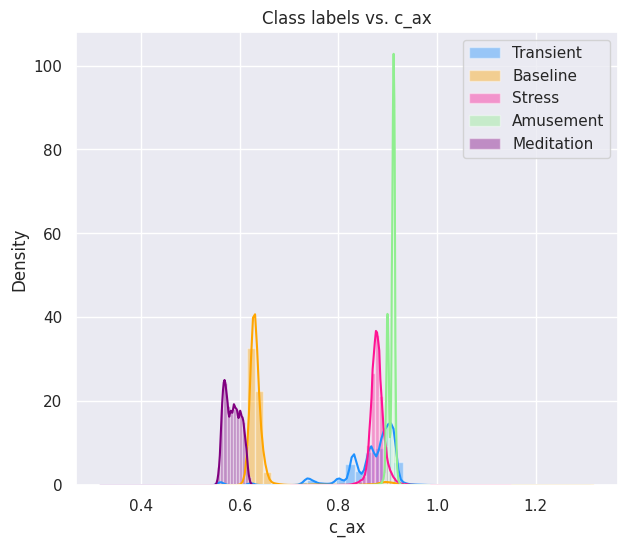 Class labels vs. c_ax
Transient
Baseline
Stress
Amusement
Meditation
100
80
60
40
20
0
Density
0.4 0.6 0.8 1.0 1.2
c_ax